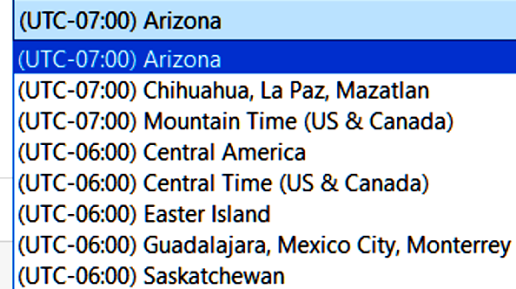 (UTC-07:00) Arizona
(UTC-07:00) Arizona
(UTC-07:00) Chihuahua, La Paz, Mazatlan
(UTC-07:00) Mountain Time (US & Canada)
(UTC-06:00) Central America
(UTC-06:00) Central Time (US & Canada)
(UTC-06:00) Easter Island
(UTC-06:00) Guadalajara, Mexico City, Monterrey
(UTC-06:00) Saskatchewan